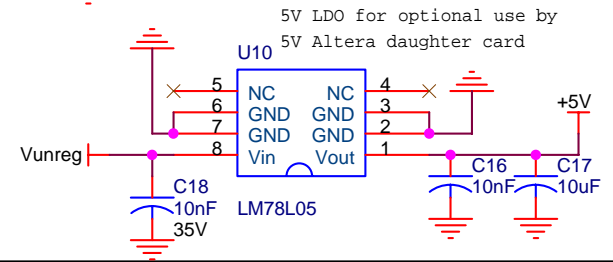 5V LDO for optional use by
5V Altera daughter card
U10
5 NC NC 4
6 GND GND 3
7 GND GND 2
8 Vin Vout 1
Vunreg
+5V
C18
10nF
35V
LM78L05
C16
10nF
C17
10uF